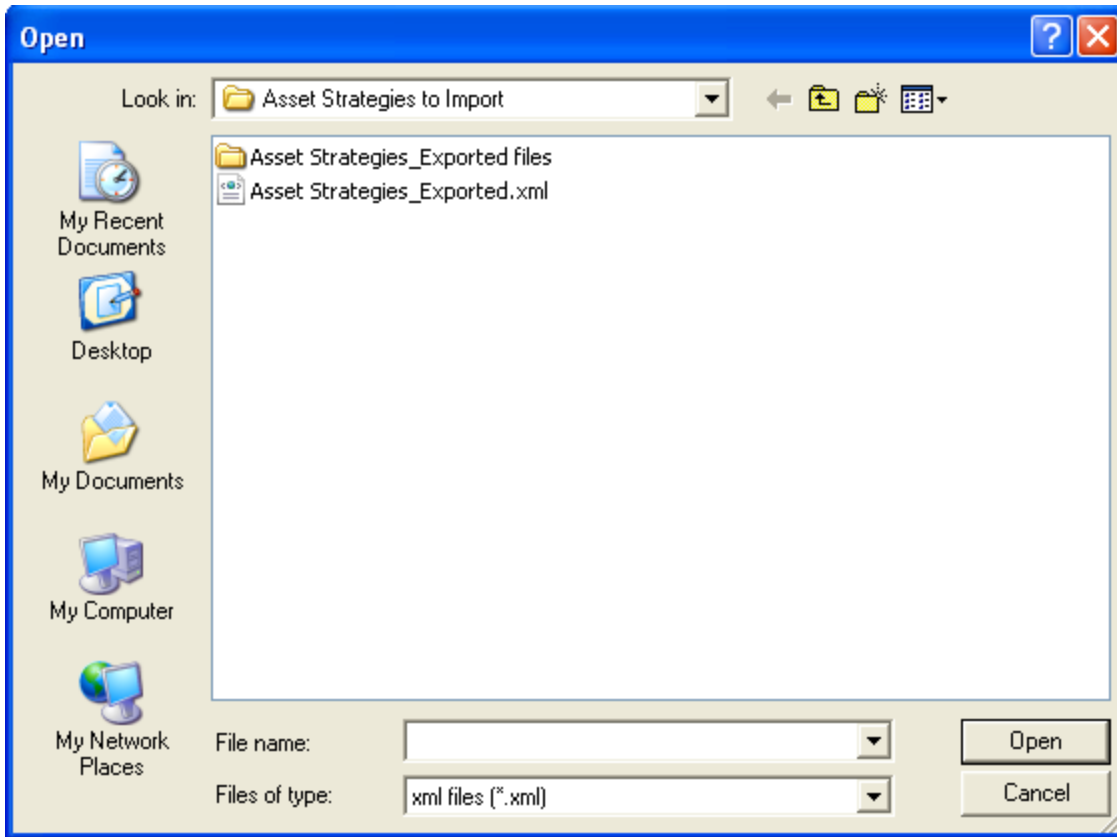 Open
Look in:
Asset Strategies to Import
Asset Strategies_Exported files
Asset Strategies_Exported.xml
My Recent
Documents
Desktop
My Documents
My Computer
My Network
Places
File name:
Open
Files of type:
xml files (*.xml)
Cancel